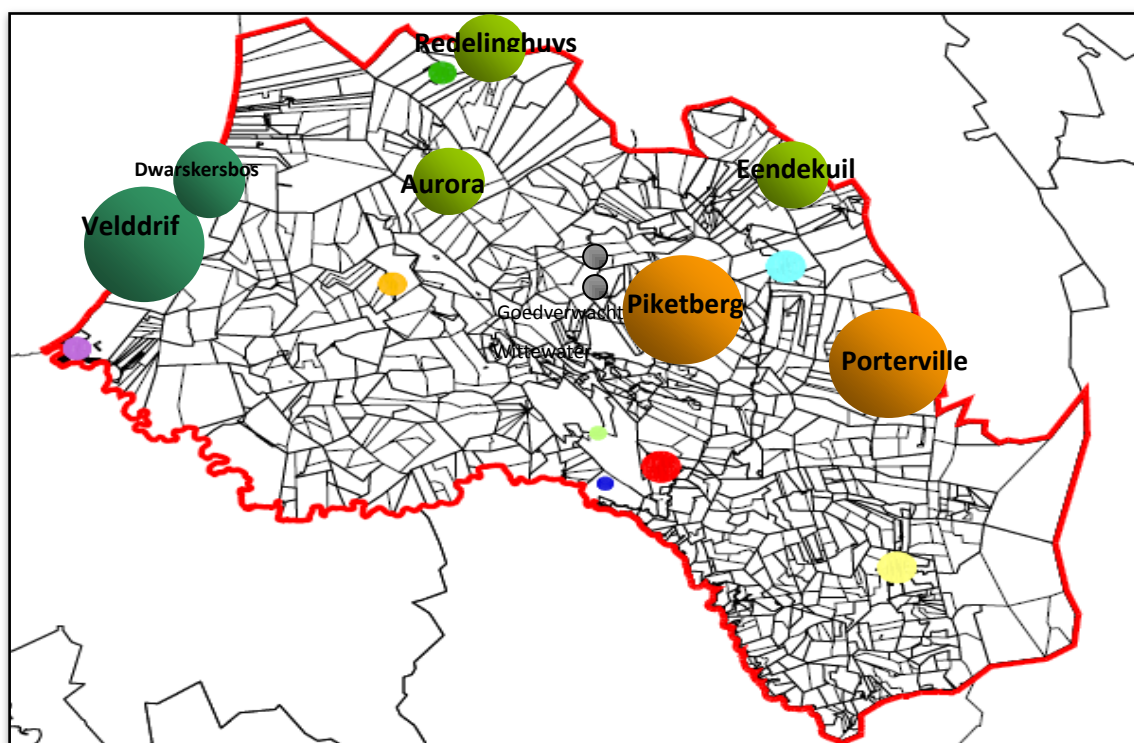 Redelinghuys
Dwarskersbos
Eendekuil
Aurora
Velddrif
Piketberg
Goedverwacht
Wittewater
Porterville